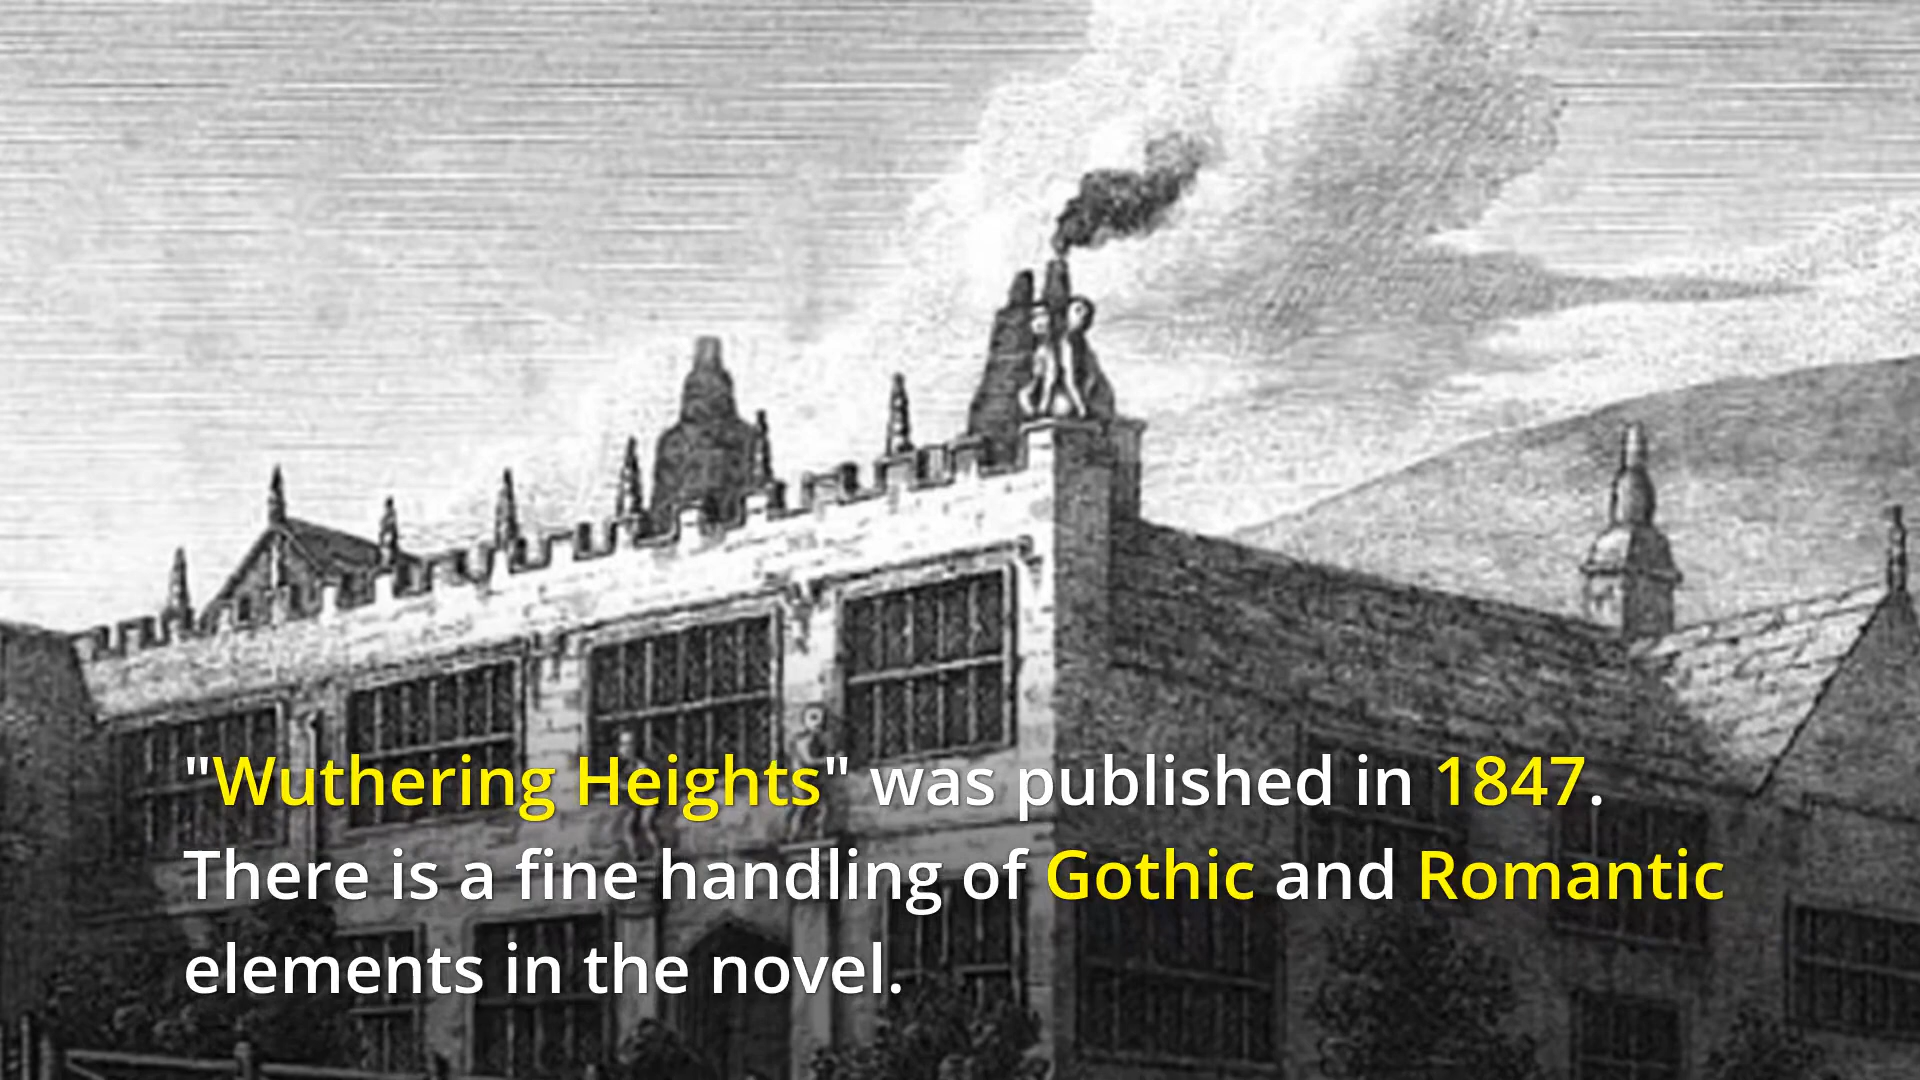 "Wuthering Heights" was published in 1847.
There is a fine handling of Gothic and Romantic
elements in the novel.